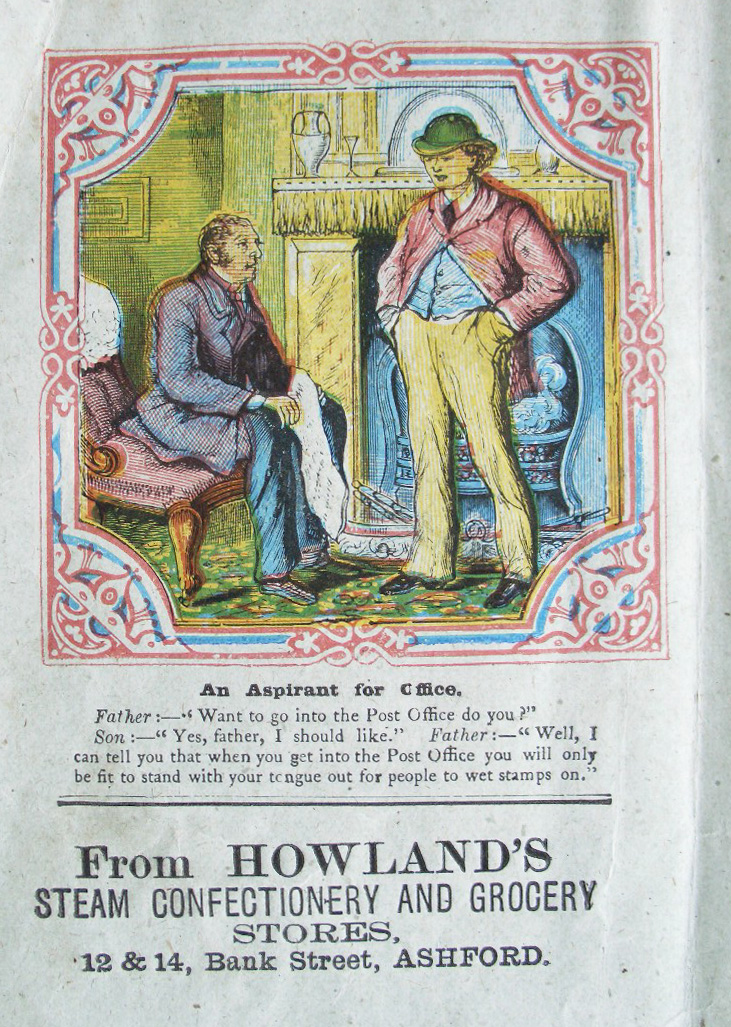 An Aspirant for Office.
Father:—“Want to go into the Post Office do you?”
Son:—“Yes, father, I should like.” Father:—“Well, I
can tell you that when you get into the Post Office you will only
be fit to stand with your tongue out for people to wet stamps on.”
From HOWLAND'S
STEAM CONFECTIONERY AND GROCERY
STORES,
12 & 14, Bank Street, ASHFORD.